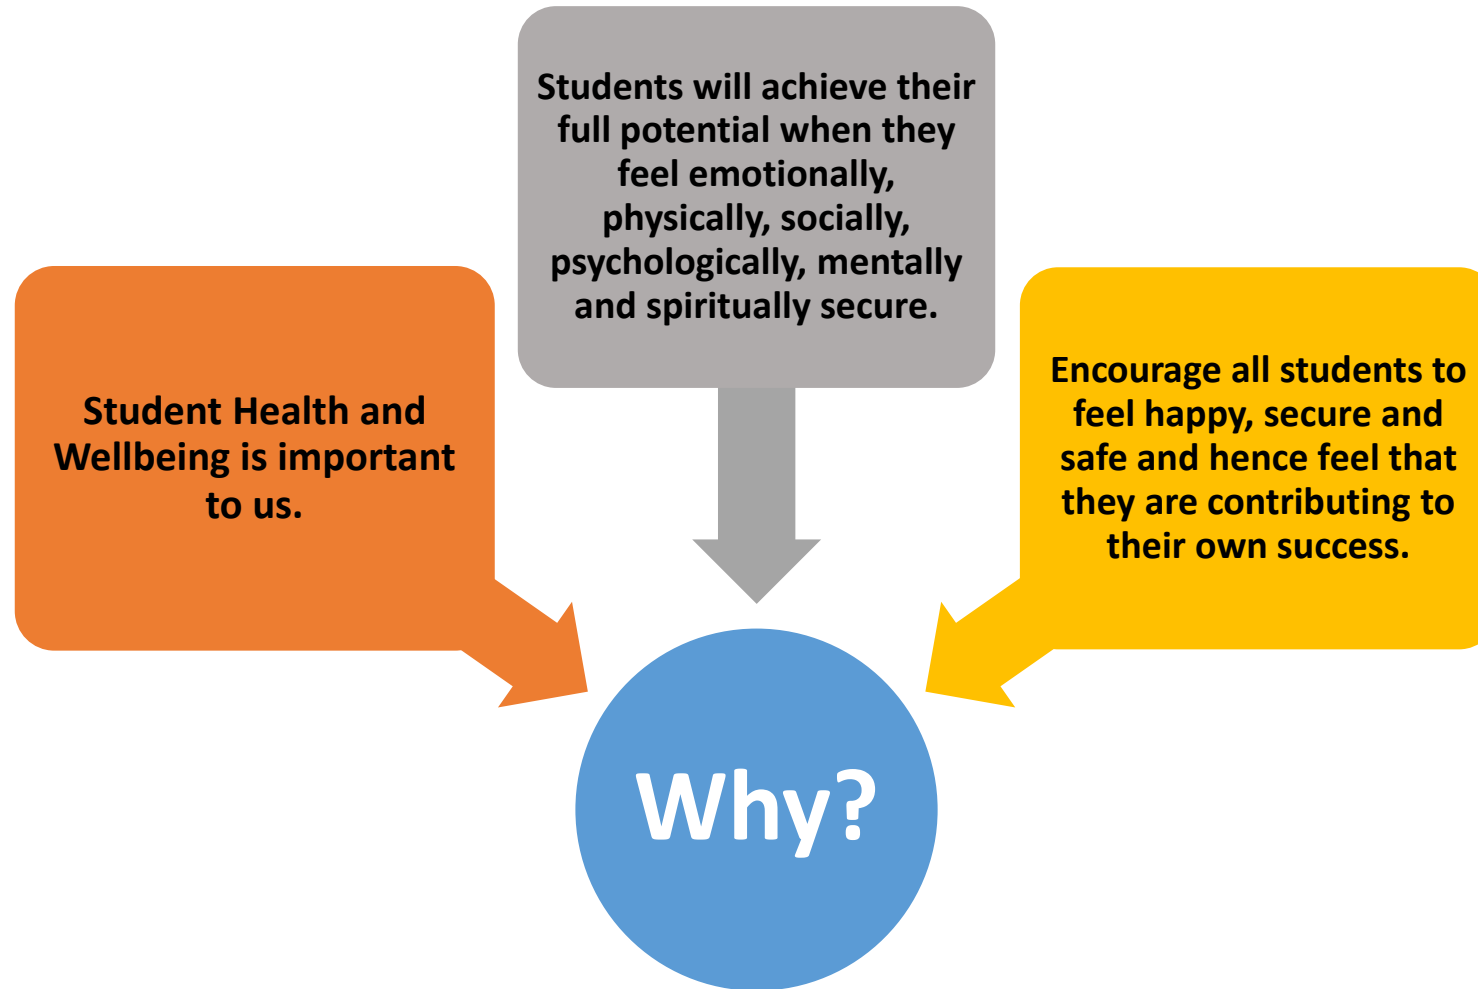 Student Health and
Wellbeing is important
to us.
Students will achieve their
full potential when they
feel emotionally,
physically, socially,
psychologically, mentally
and spiritually secure.
Encourage all students to
feel happy, secure and
safe and hence feel that
they are contributing to
their own success.
Why?